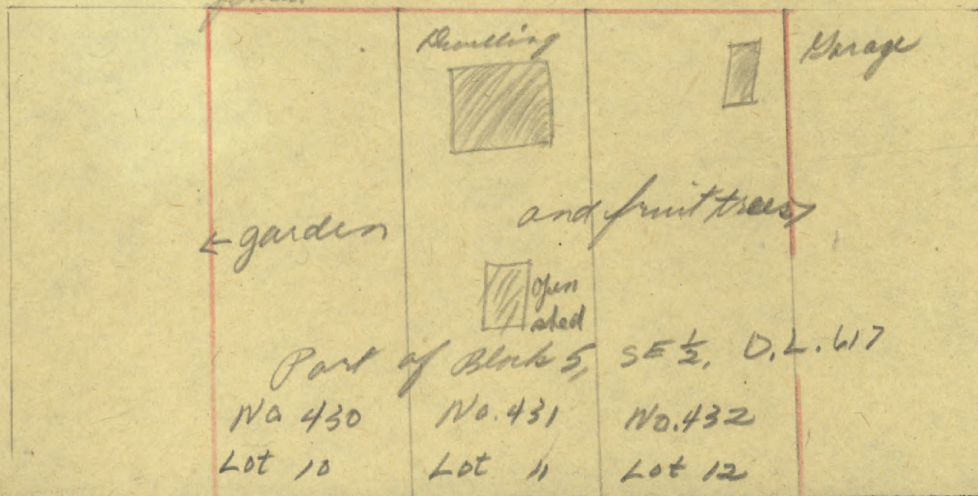 Dwelling
Garage
garden and fruit trees
Open
shed
Part of Block 5, SE ½, D.L. 617
No 430 No. 431 No. 432
Lot 10 Lot 11 Lot 12